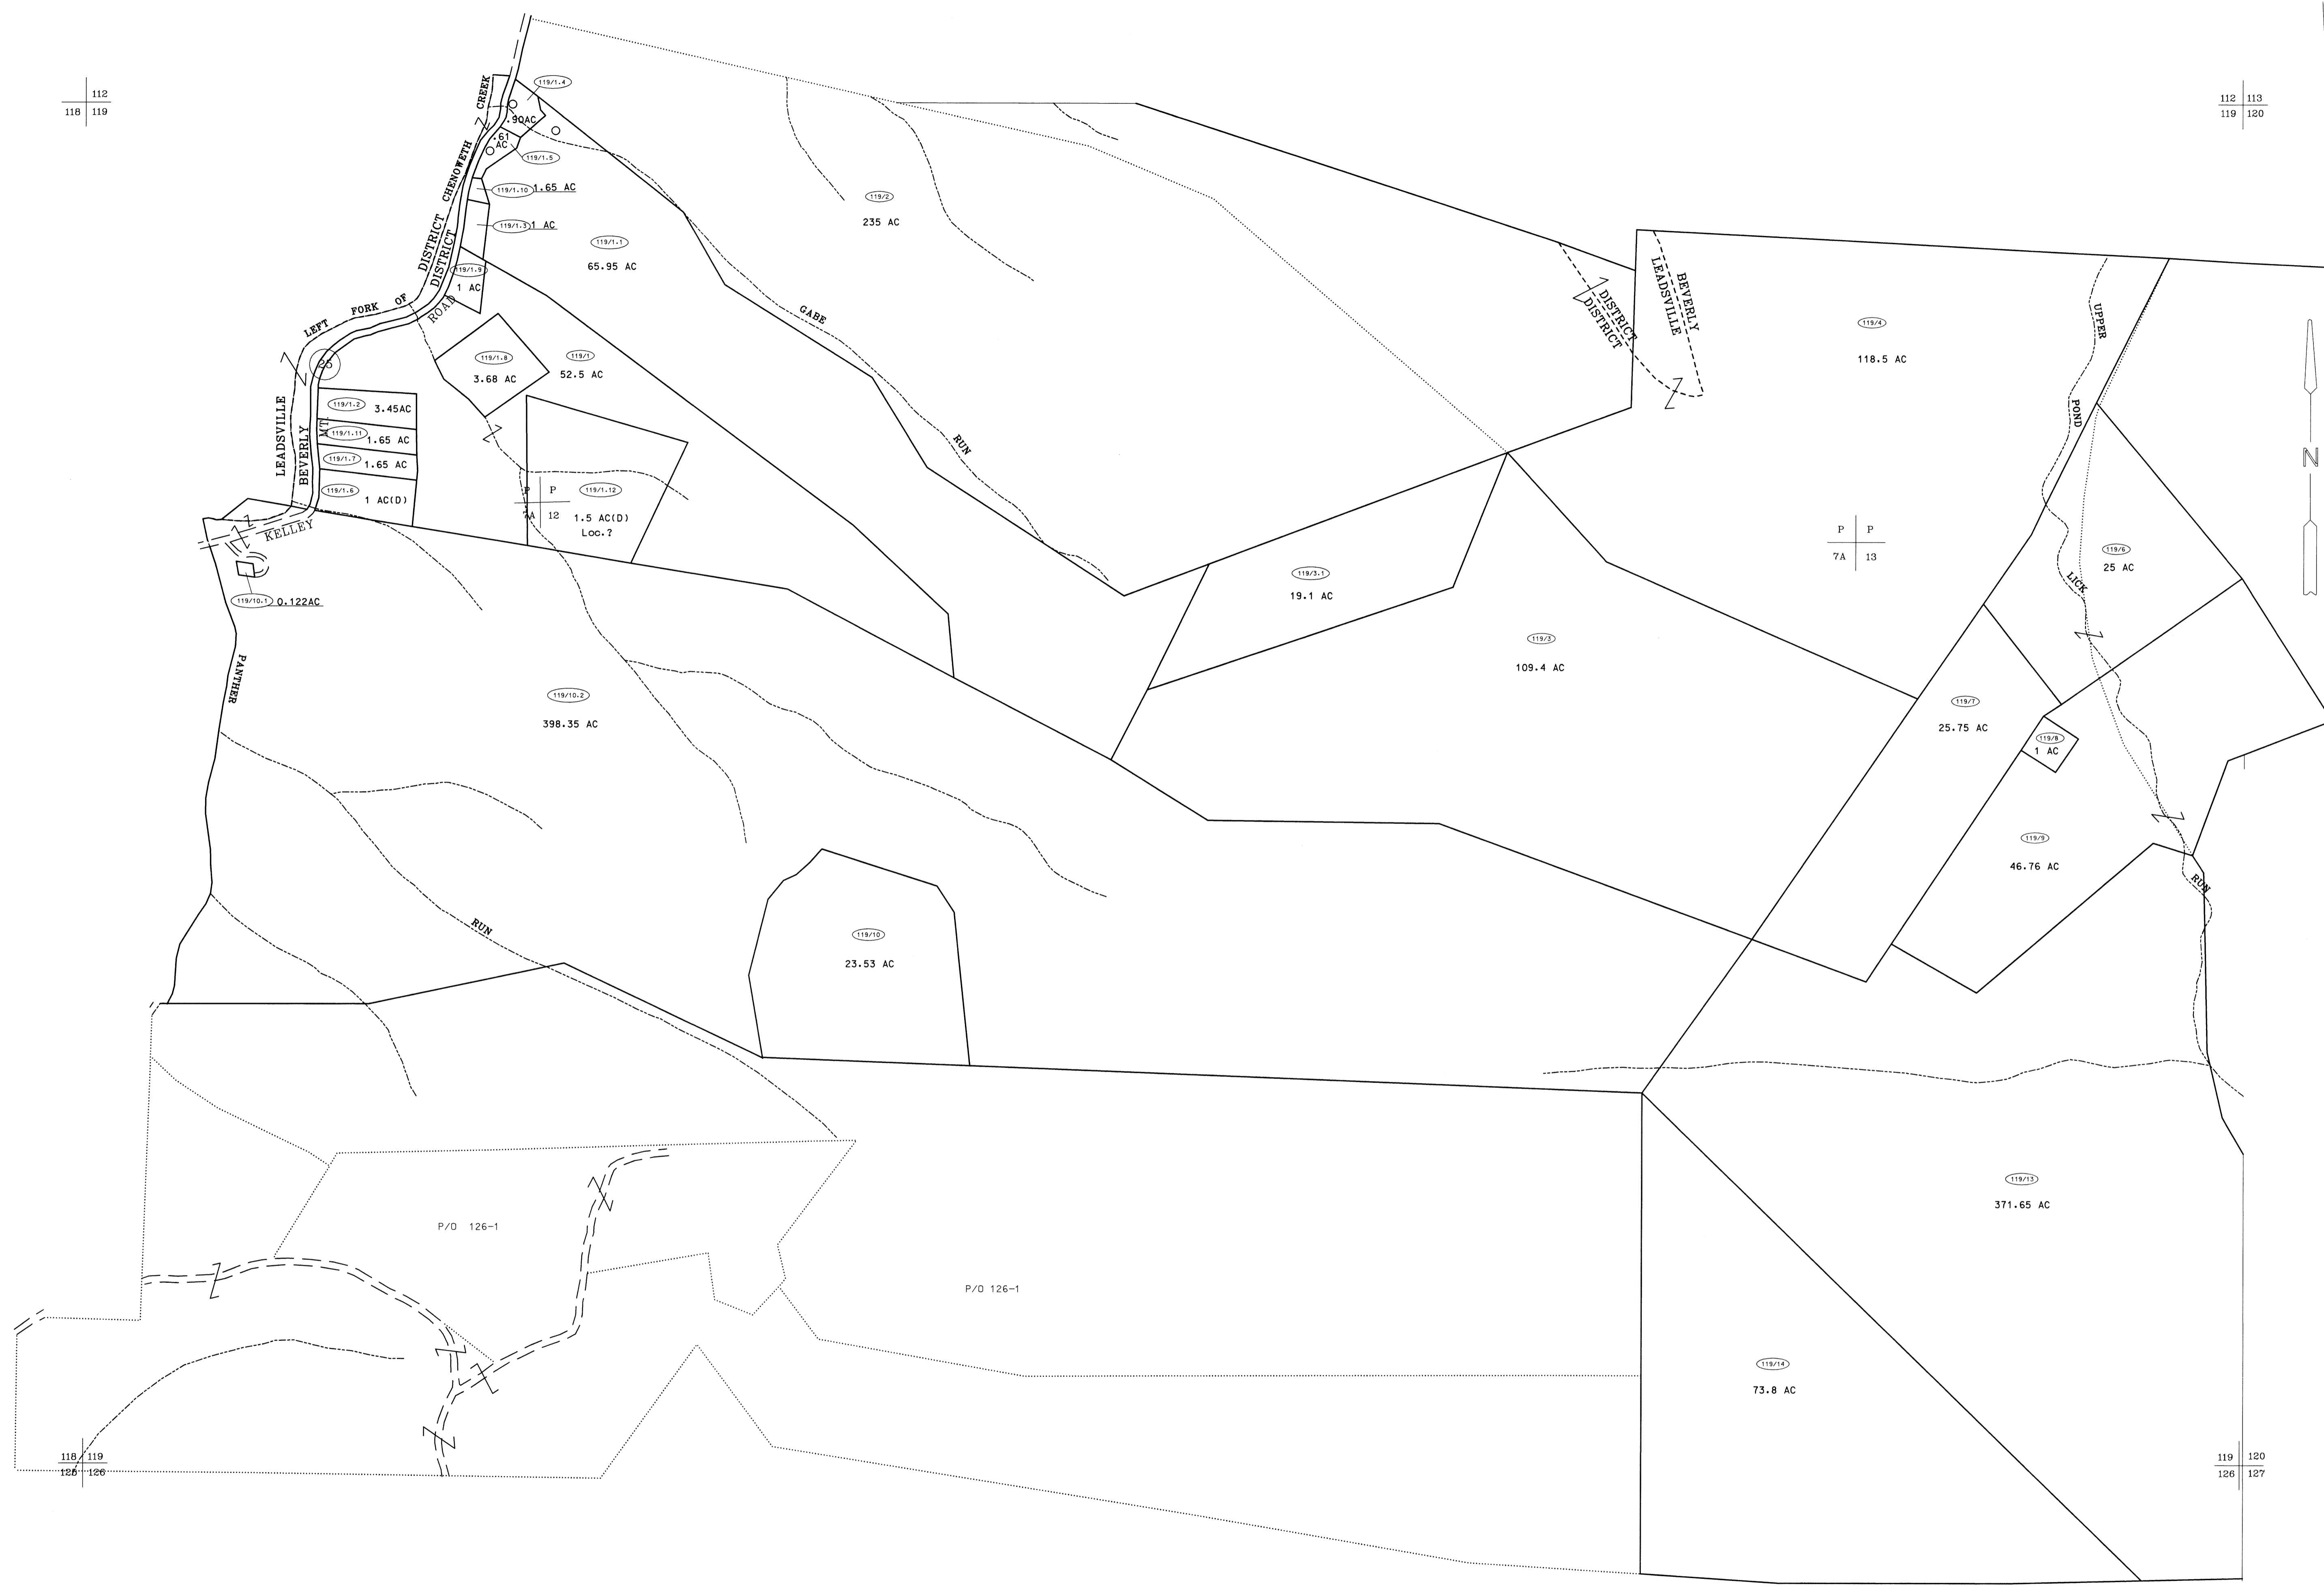 112
118 119
112 113
119 120
CREEK
CHENOWETH
DISTRICT
DISTRICT
OF
FORK
LEFT
ROAD
119/1.4
.90AC
.61
AC
119/1.5
119/1.10 1.65 AC
119/1.3 1 AC
119/1.9
1 AC
119/1.1
65.95 AC
119/2
235 AC
GABE
RUN
DISTRICT
DISTRICT
BEVERLY
LEADSVILLE
119/4
118.5 AC
UPPER
POND
LICK
RUN
N
119/1.8
3.68 AC
119/1
52.5 AC
LEADSVILLE
BEVERLY
MT.
119/1.2 3.45AC
119/1.11 1.65 AC
119/1.7 1.65 AC
119/1.6
1 AC(D)
KELLEY
P P
7A 12
119/1.12
1.5 AC(D)
Loc.?
119/10.1 0.122AC
PANTHER
RUN
P P
7A 13
119/6
25 AC
119/3.1
19.1 AC
119/3
109.4 AC
119/10.2
398.35 AC
119/7
25.75 AC
119/8
1 AC
119/9
46.76 AC
119/10
23.53 AC
119/13
371.65 AC
P/O 126-1
P/O 126-1
119/14
73.8 AC
118 119
125 126
119 120
126 127